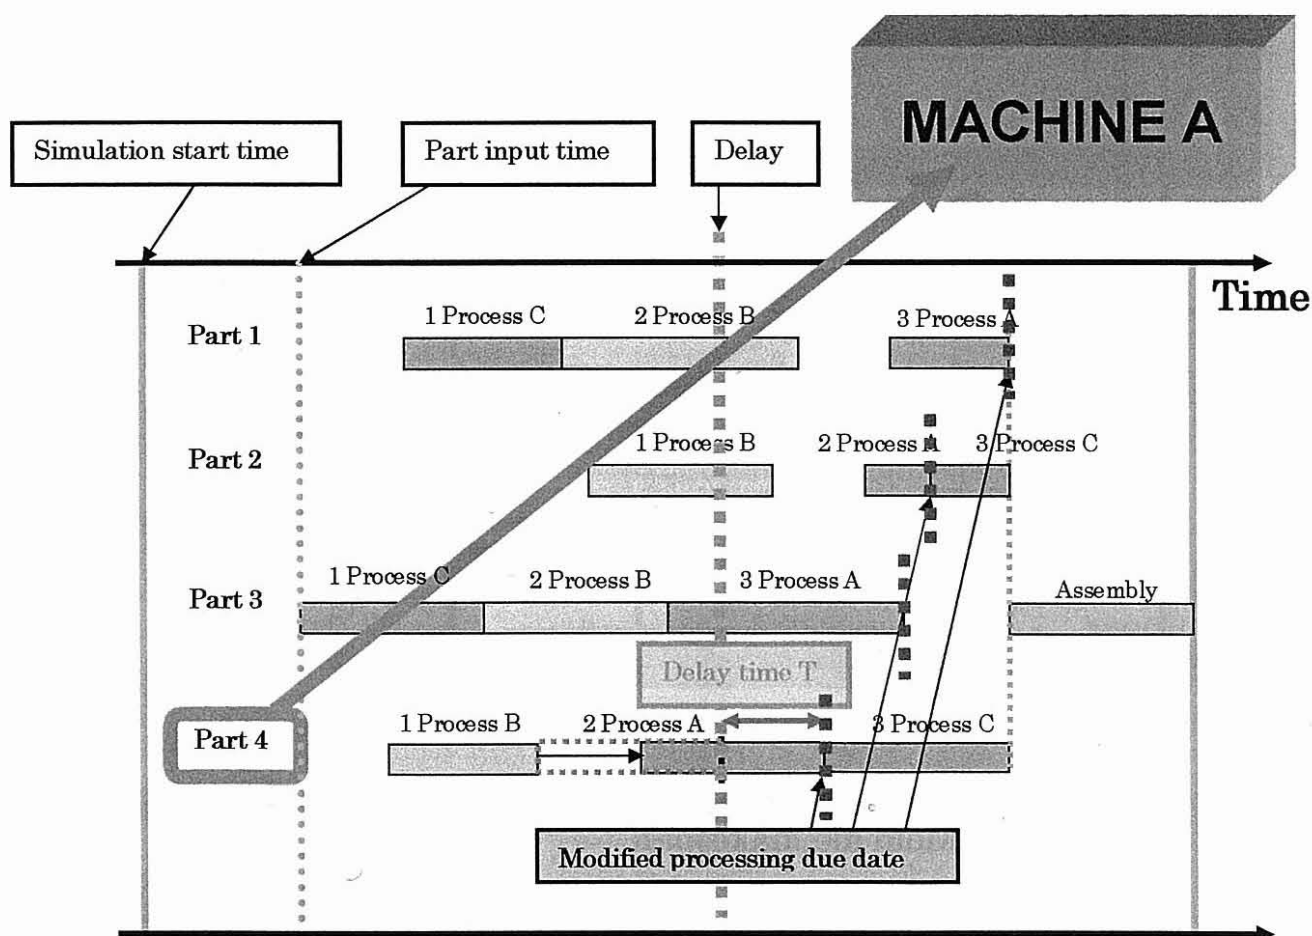 MACHINE A
Simulation start time
Part input time
Delay
Time
Part 1
1 Process C
2 Process B
3 Process A
Part 2
1 Process B
2 Process A
3 Process C
Part 3
1 Process C
2 Process B
3 Process A
Assembly
Delay time T
Part 4
1 Process B
2 Process A
3 Process C
Modified processing due date